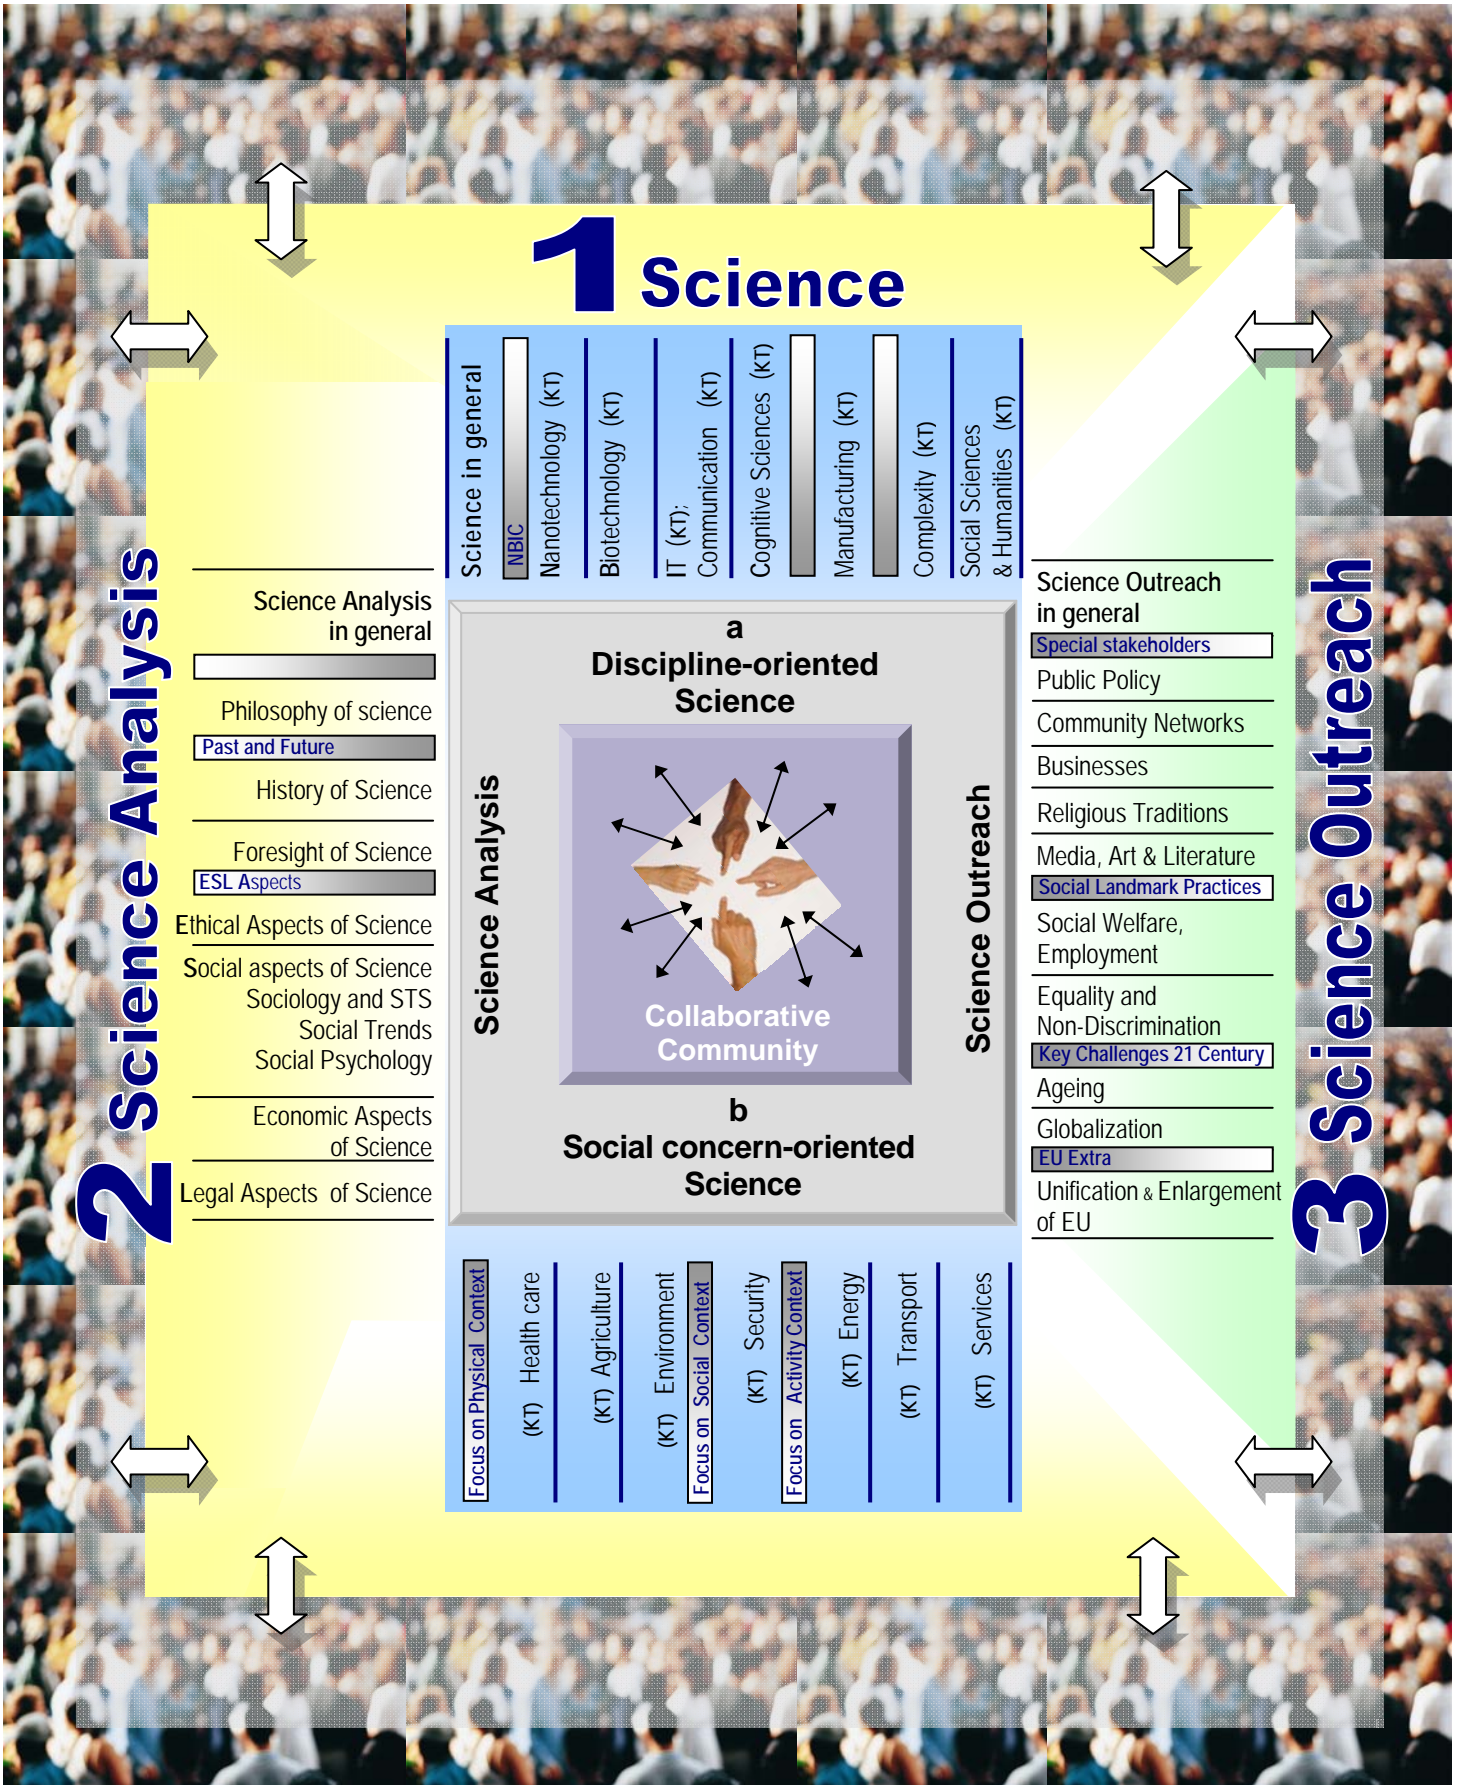 1 Science
Science in general
NBIC
Nanotechnology (KT)
Biotechnology (KT)
IT (KT);
Communication (KT)
Cognitive Sciences (KT)
Manufacturing (KT)
Complexity (KT)
Social Sciences
& Humanities (KT)
2 Science Analysis
Science Analysis
in general
Philosophy of science
Past and Future
History of Science
Foresight of Science
ESL Aspects
Ethical Aspects of Science
Social aspects of Science
Sociology and STS
Social Trends
Social Psychology
Economic Aspects
of Science
Legal Aspects of Science
a
Discipline-oriented
Science
Science Analysis
Collaborative
Community
Science Outreach
b
Social concern-oriented
Science
Science Outreach
in general
Special stakeholders
Public Policy
Community Networks
Businesses
Religious Traditions
Media, Art & Literature
Social Landmark Practices
Social Welfare,
Employment
Equality and
Non-Discrimination
Key Challenges 21 Century
Ageing
Globalization
EU Extra
Unification & Enlargement
of EU
3 Science Outreach
Focus on Physical Context
(KT) Health care
(KT) Agriculture
(KT) Environment
Focus on Social Context
(KT) Security
Focus on Activity Context
(KT) Energy
(KT) Transport
(KT) Services